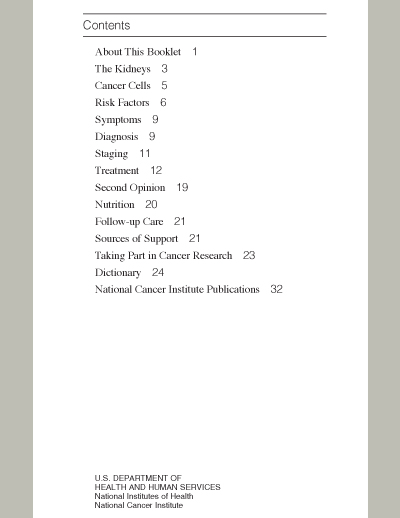 Contents
About This Booklet 1
The Kidneys 3
Cancer Cells 5
Risk Factors 6
Symptoms 9
Diagnosis 9
Staging 11
Treatment 12
Second Opinion 19
Nutrition 20
Follow-up Care 21
Sources of Support 21
Taking Part in Cancer Research 23
Dictionary 24
National Cancer Institute Publications 32
U.S. DEPARTMENT OF
HEALTH AND HUMAN SERVICES
National Institutes of Health
National Cancer Institute